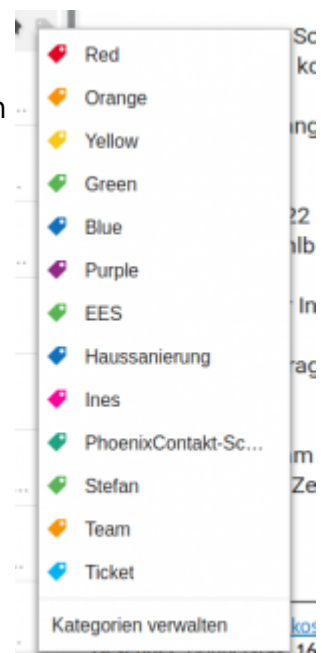 Red
Orange
Yellow
Green
Blue
Purple
EES
Haussanierung
Ines
PhoenixContakt-Sc...
Stefan
Team
Ticket
Kategorien verwalten